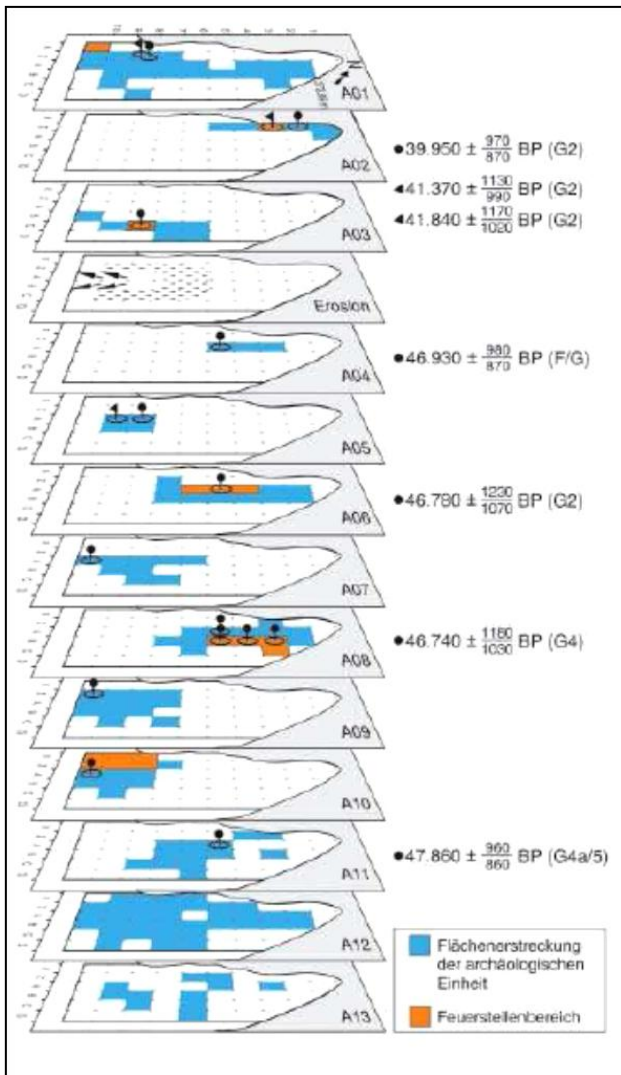 N
A01
A02
●39.950 ± 970/870 BP (G2)
◄41.370 ± 1130/990 BP (G2)
A03
◄41.840 ± 1170/1020 BP (G2)
Erosion
A04
●46.930 ± 980/870 BP (F/G)
A05
A06
●46.780 ± 1230/1070 BP (G2)
A07
A08
●46.740 ± 1180/1030 BP (G4)
A09
A10
A11
●47.860 ± 960/860 BP (G4a/5)
A12
Flächenerstreckung
der archäologischen
Einheit
Feuerstellenbereich
A13